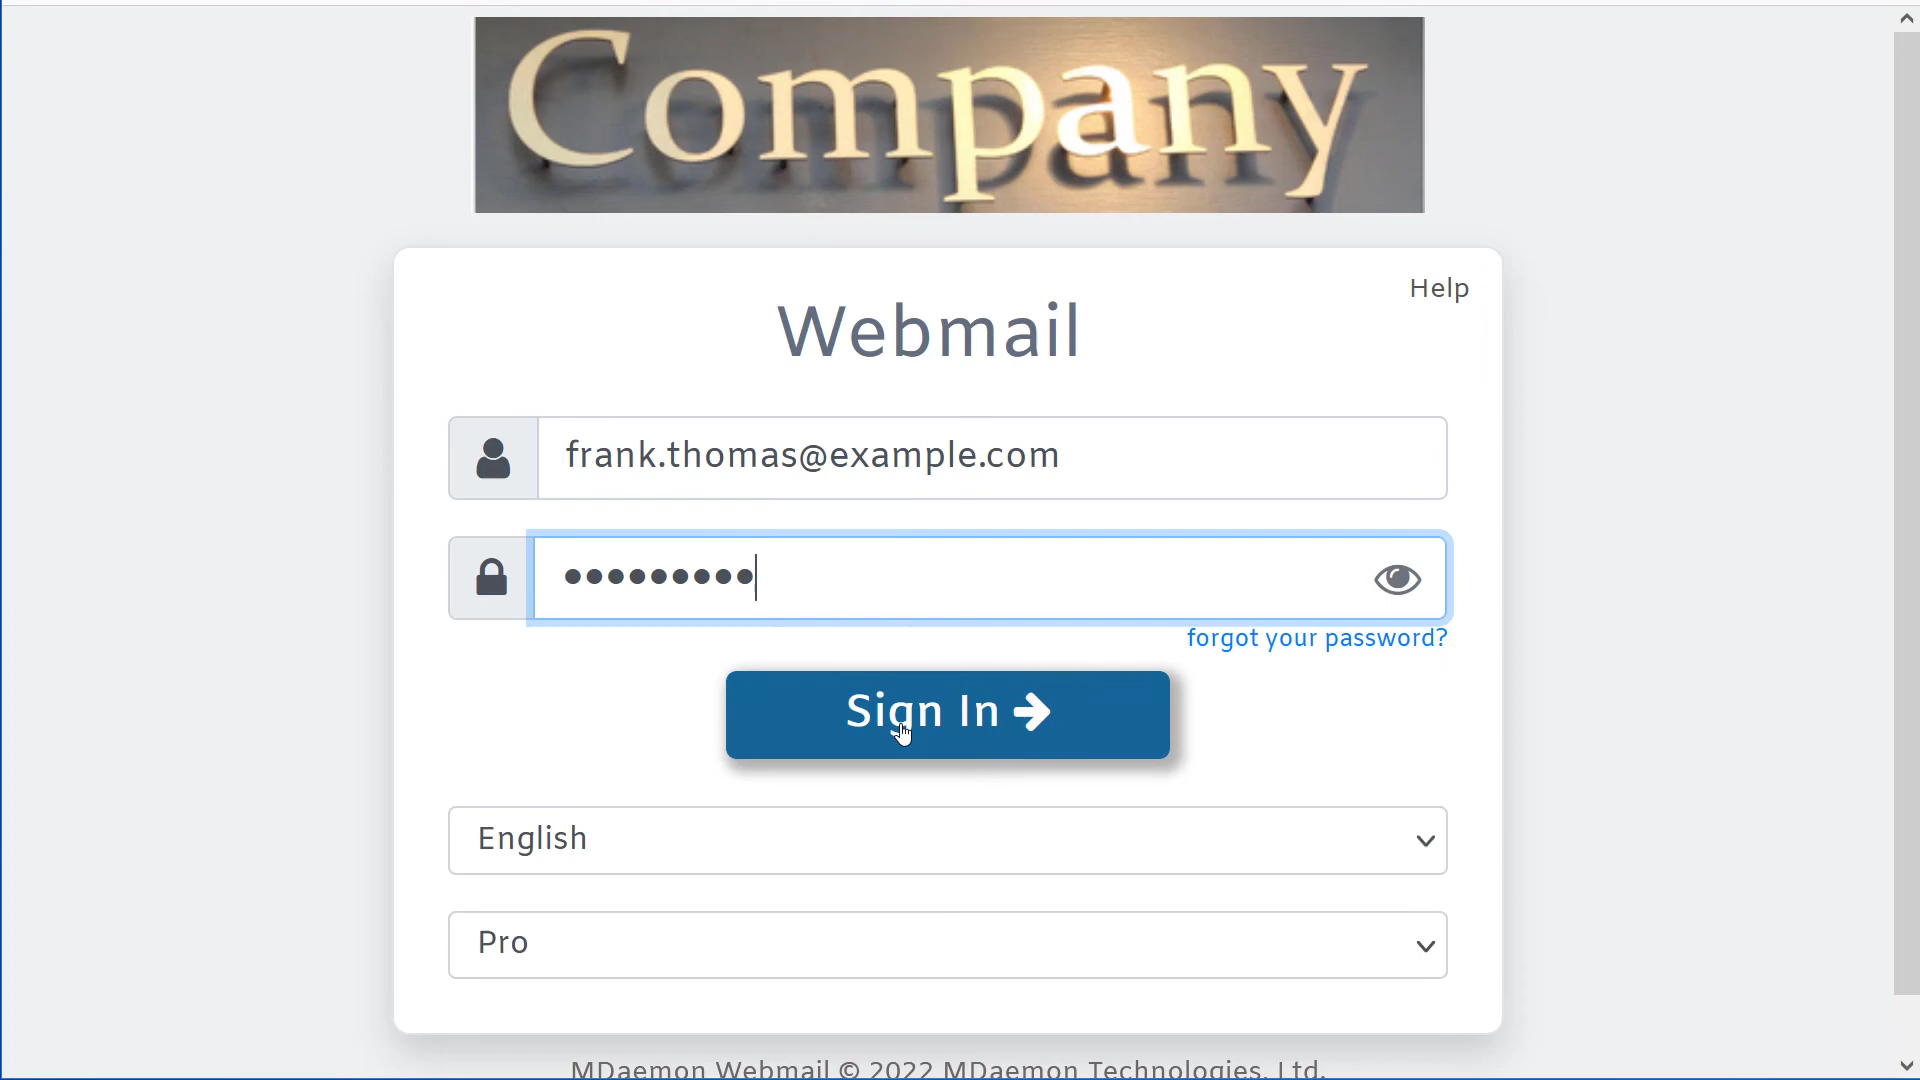 Company
Help
Webmail
frank.thomas@example.com
•••••••••
forgot your password?
Sign In
English
Pro
MDaemon Webmail © 2022 MDaemon Technologies, Ltd.